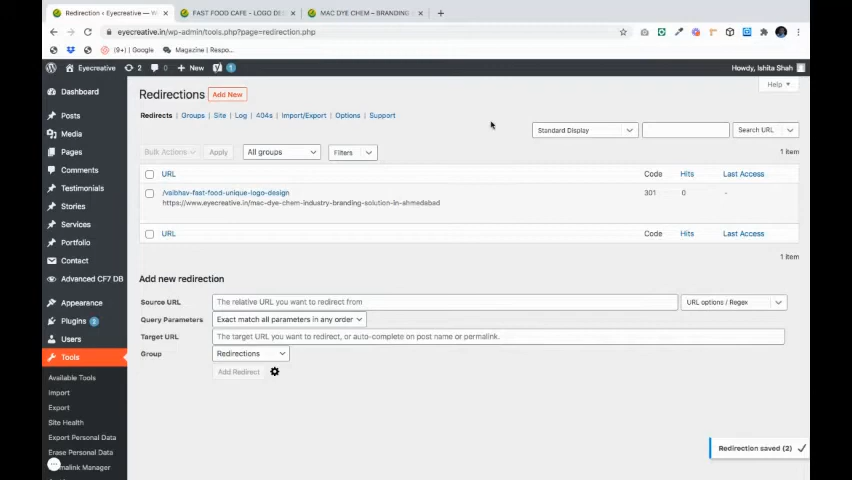 Redirection ‹ Eyecreative — W
FAST FOOD CAFE - LOGO DES
MAC DYE CHEM – BRANDING
eyecreative.in/wp-admin/tools.php?page=redirection.php
(9+) | Google
Magazine | Respo...
Eyecreative
2
0
+ New
1
Howdy, Ishita Shah
Help
Dashboard
Posts
Media
Pages
Comments
Testimonials
Stories
Services
Portfolio
Contact
Advanced CF7 DB
Appearance
Plugins 2
Users
Tools
Available Tools
Import
Export
Site Health
Export Personal Data
Erase Personal Data
malink Manager
Redirections
Add New
Redirects | Groups | Site | Log | 404s | Import/Export | Options | Support
Standard Display
Search URL
Bulk Actions
Apply
All groups
Filters
1 item
URL
Code
Hits
Last Access
/vaibhav-fast-food-unique-logo-design
301
0
-
https://www.eyecreative.in/mac-dye-chem-industry-branding-solution-in-ahmedabad
URL
Code
Hits
Last Access
1 item
Add new redirection
Source URL
The relative URL you want to redirect from
URL options / Regex
Query Parameters
Exact match all parameters in any order
Target URL
The target URL you want to redirect, or auto-complete on post name or permalink.
Group
Redirections
Add Redirect
Redirection saved (2)